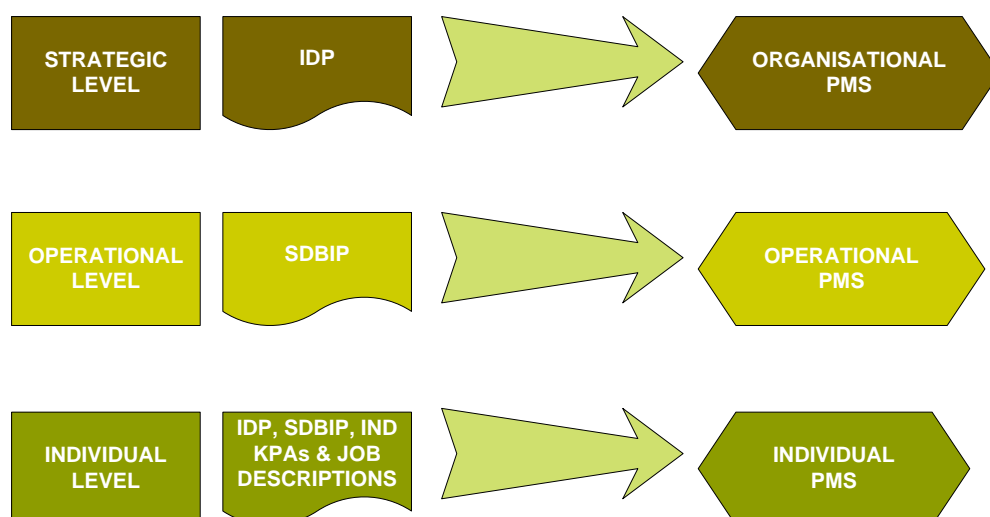 STRATEGIC
LEVEL
IDP
ORGANISATIONAL
PMS
OPERATIONAL
LEVEL
SDBIP
OPERATIONAL
PMS
INDIVIDUAL
LEVEL
IDP, SDBIP, IND
KPAs & JOB
DESCRIPTIONS
INDIVIDUAL
PMS